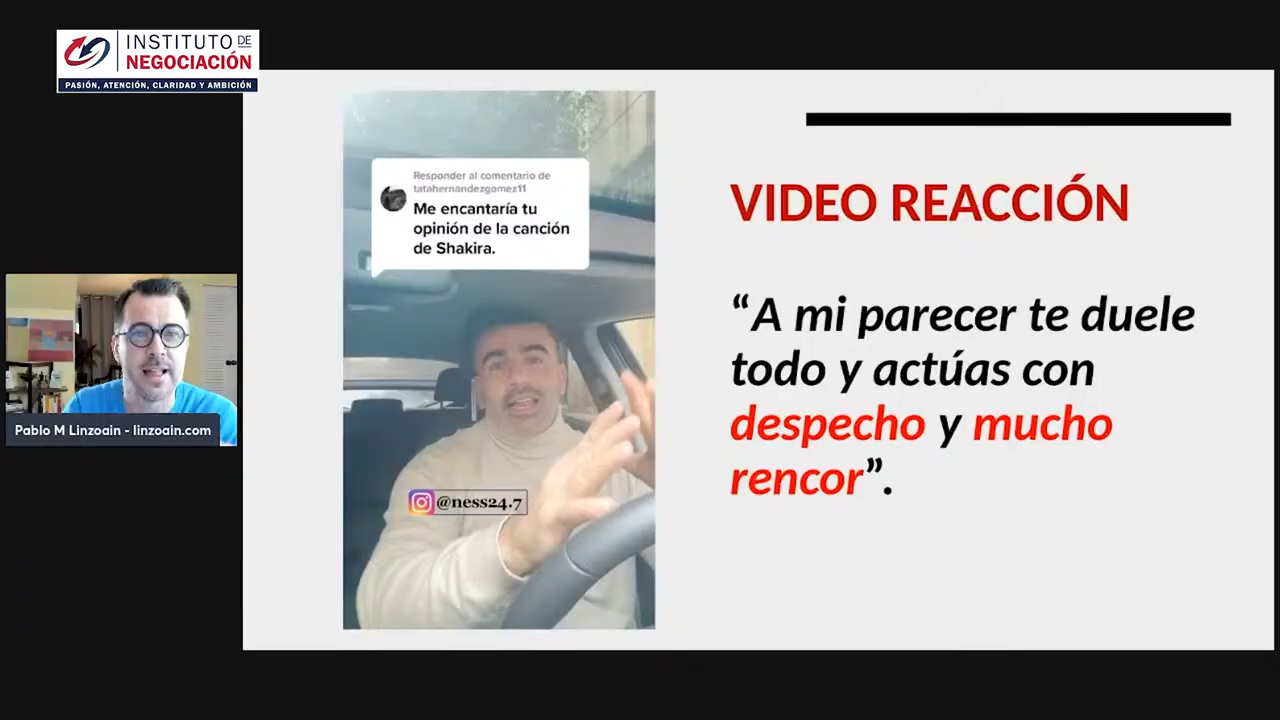 INSTITUTO DE
NEGOCIACIÓN
PASIÓN, ATENCIÓN, CLARIDAD Y AMBICIÓN
Responder al comentario de
tatahernandezgomez11
Me encantaría tu
opinión de la canción
de Shakira.
@ness24.7
Pablo M Linzoain - linzoain.com
VIDEO REACCIÓN
“A mi parecer te duele
todo y actúas con
despecho y mucho
rencor”.